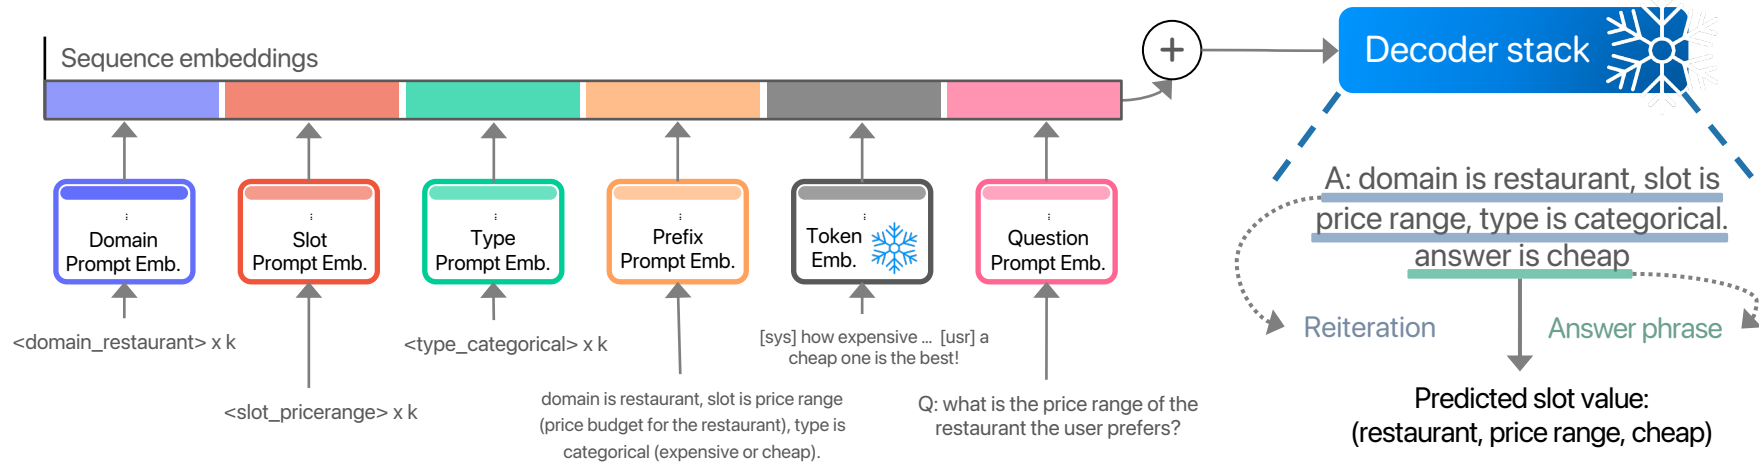 Sequence embeddings
+
Decoder stack
Domain
Prompt Emb.
Slot
Prompt Emb.
Type
Prompt Emb.
Prefix
Prompt Emb.
Token
Emb.
Question
Prompt Emb.
<domain_restaurant> x k
<slot_pricerange> x k
<type_categorical> x k
domain is restaurant, slot is price range
(price budget for the restaurant), type is
categorical (expensive or cheap).
[sys] how expensive ... [usr] a
cheap one is the best!
Q: what is the price range of the
restaurant the user prefers?
A: domain is restaurant, slot is
price range, type is categorical.
answer is cheap
Reiteration
Answer phrase
Predicted slot value:
(restaurant, price range, cheap)